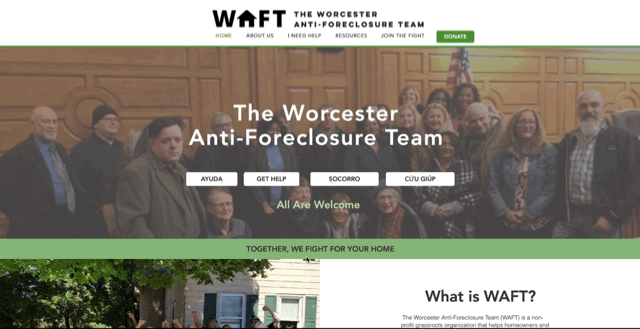 WAFT THE WORCESTER
ANTI-FORECLOSURE TEAM
HOME ABOUT US I NEED HELP RESOURCES JOIN THE FIGHT DONATE
The Worcester
Anti-Foreclosure Team
AYUDA GET HELP SOCORRO CỨU GIÚP
All Are Welcome
TOGETHER, WE FIGHT FOR YOUR HOME
What is WAFT?
The Worcester Anti-Foreclosure Team (WAFT) is a non-
profit grassroots organization that helps homeowners and